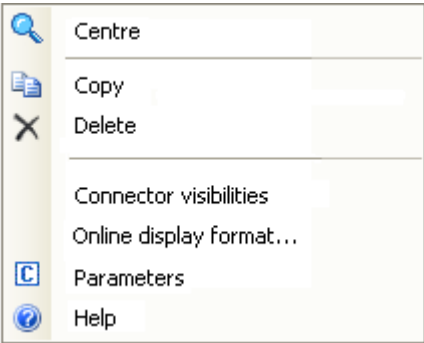 Centre
Copy
Delete
Connector visibilities
Online display format...
C Parameters
Help